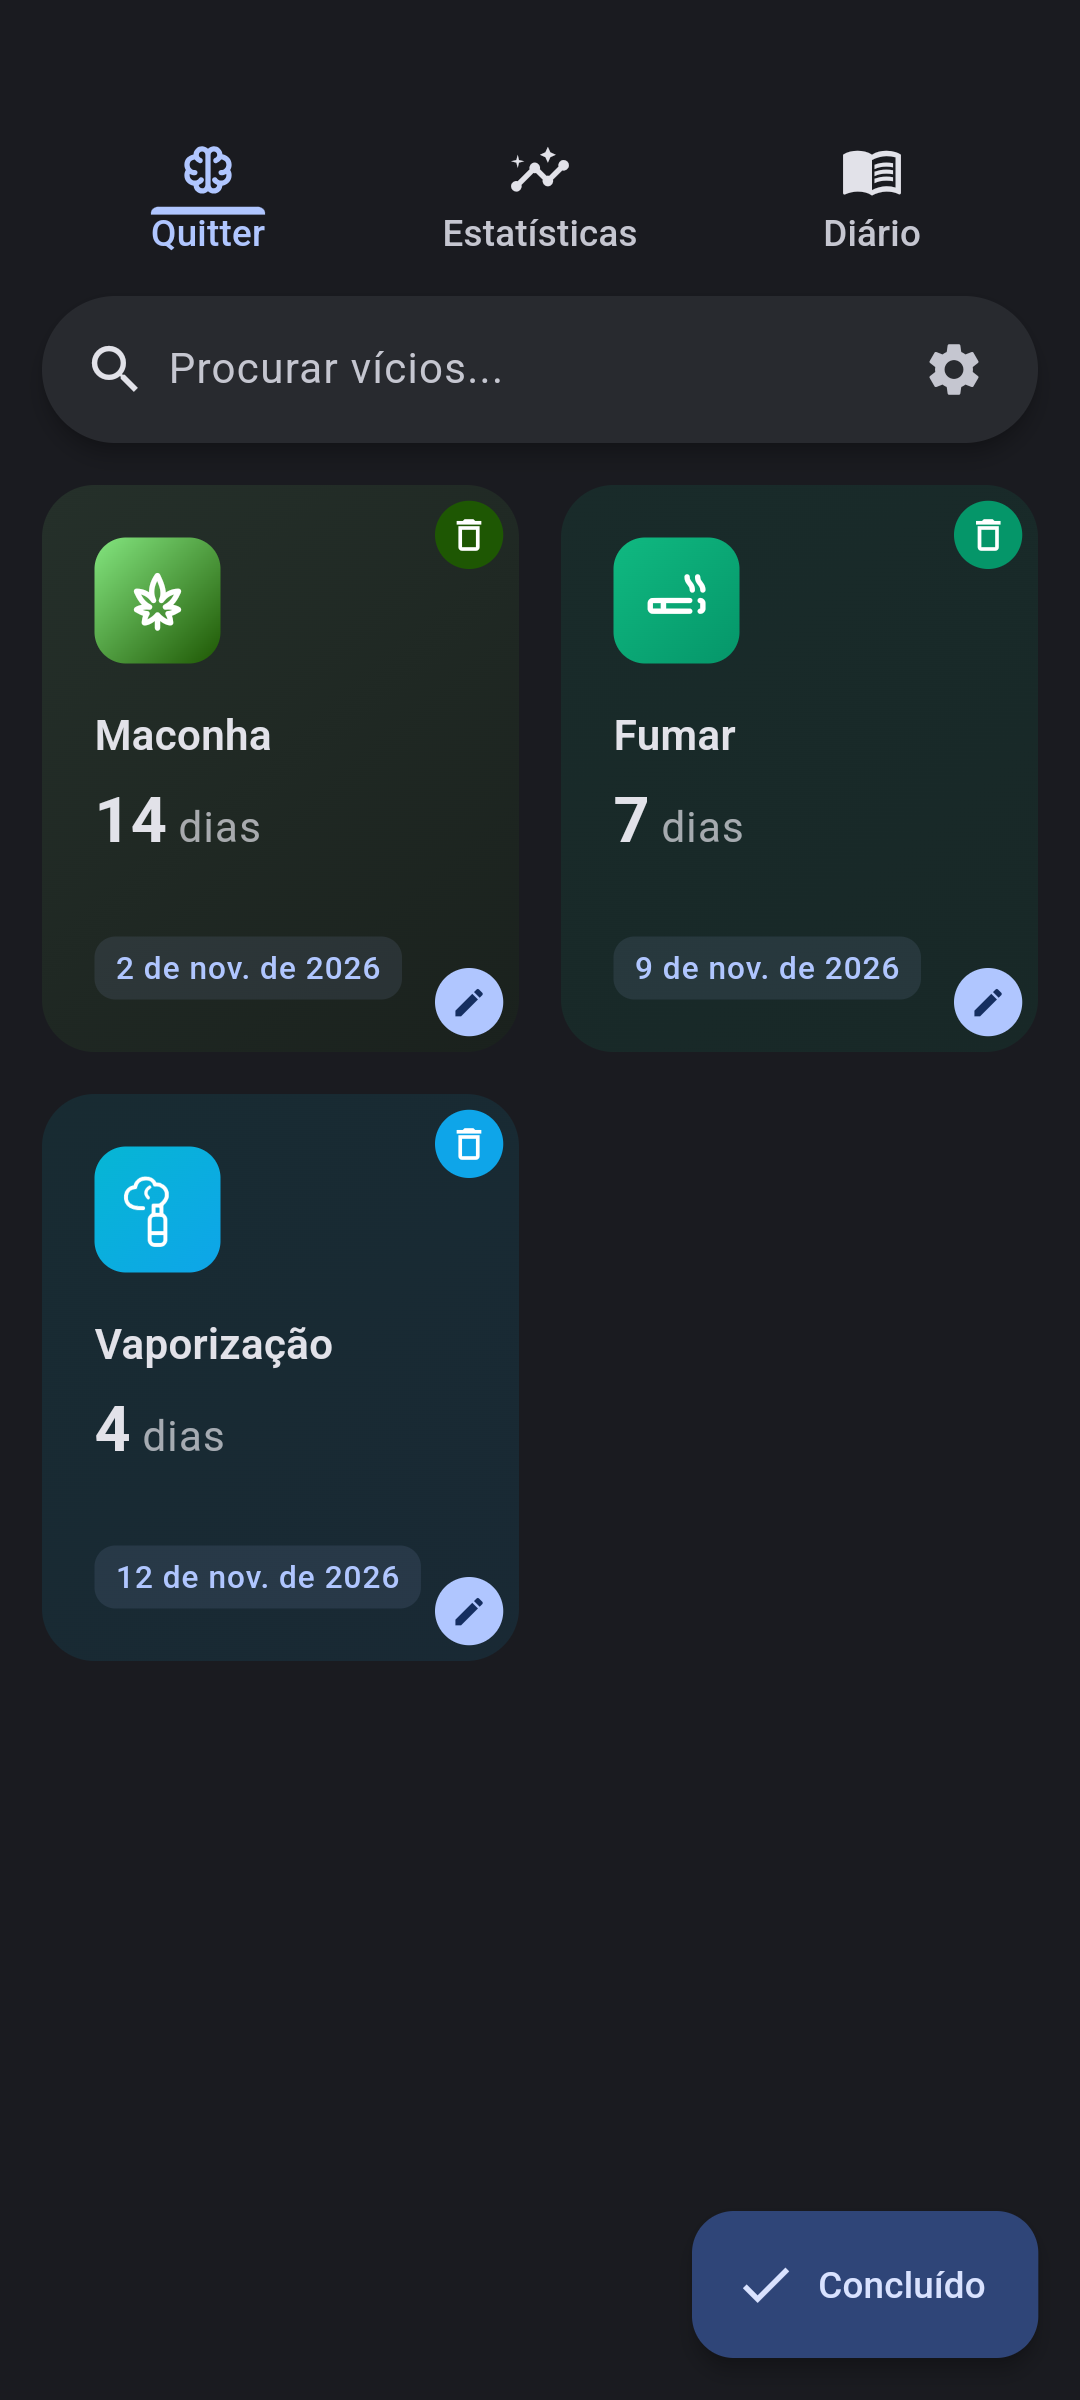 Quitter
Estatísticas
Diário
Procurar vícios...
Maconha
14 dias
2 de nov. de 2026
Fumar
7 dias
9 de nov. de 2026
Vaporização
4 dias
12 de nov. de 2026
Concluído